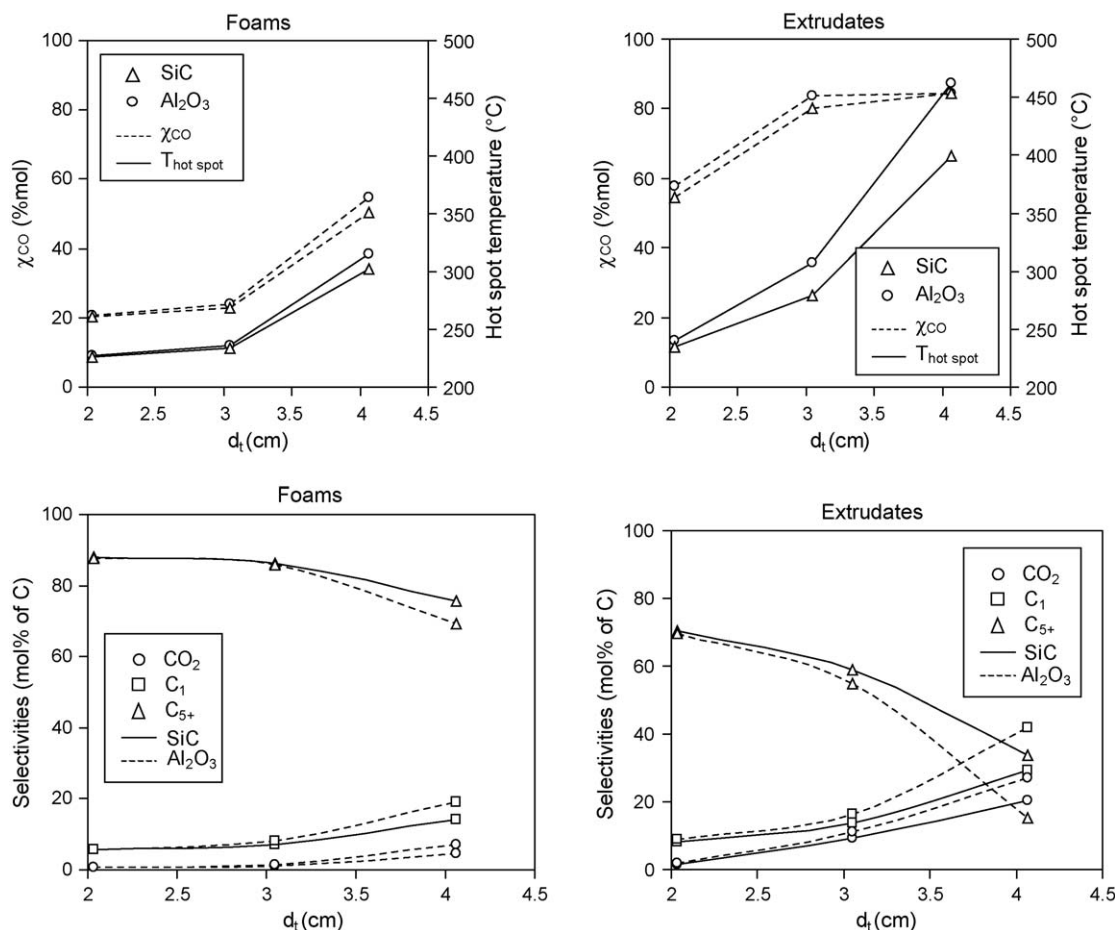 Foams
100
80
60
40
20
0
χCO (%mol)
500
450
400
350
300
250
200
Hot spot temperature (°C)
SiC
Al2O3
χCO
Thot spot
2 2.5 3 3.5 4 4.5
dt (cm)
Extrudates
100
80
60
40
20
0
χCO (%mol)
500
450
400
350
300
250
200
Hot spot temperature (°C)
SiC
Al2O3
χCO
Thot spot
2 2.5 3 3.5 4 4.5
dt (cm)
Foams
100
80
60
40
20
0
Selectivities (mol% of C)
CO2
C1
C5+
SiC
Al2O3
2 2.5 3 3.5 4 4.5
dt (cm)
Extrudates
100
80
60
40
20
0
Selectivities (mol% of C)
CO2
C1
C5+
SiC
Al2O3
2 2.5 3 3.5 4 4.5
dt (cm)